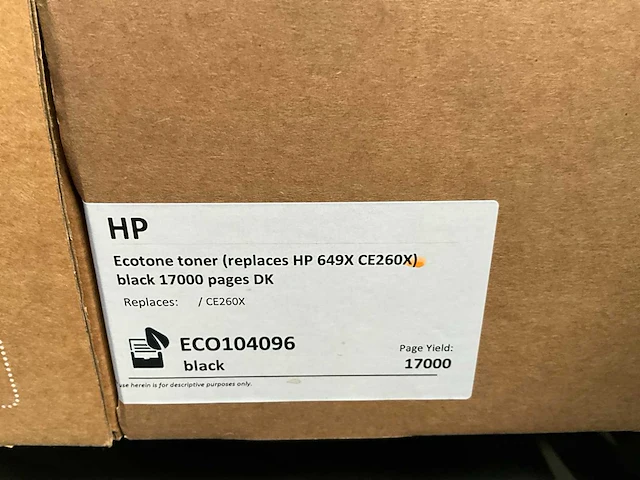 HP
Ecotone toner (replaces HP 649X CE260X)
black 17000 pages DK
Replaces: / CE260X
ECO104096
black
Page Yield:
17000
use herein is for descriptive purposes only.